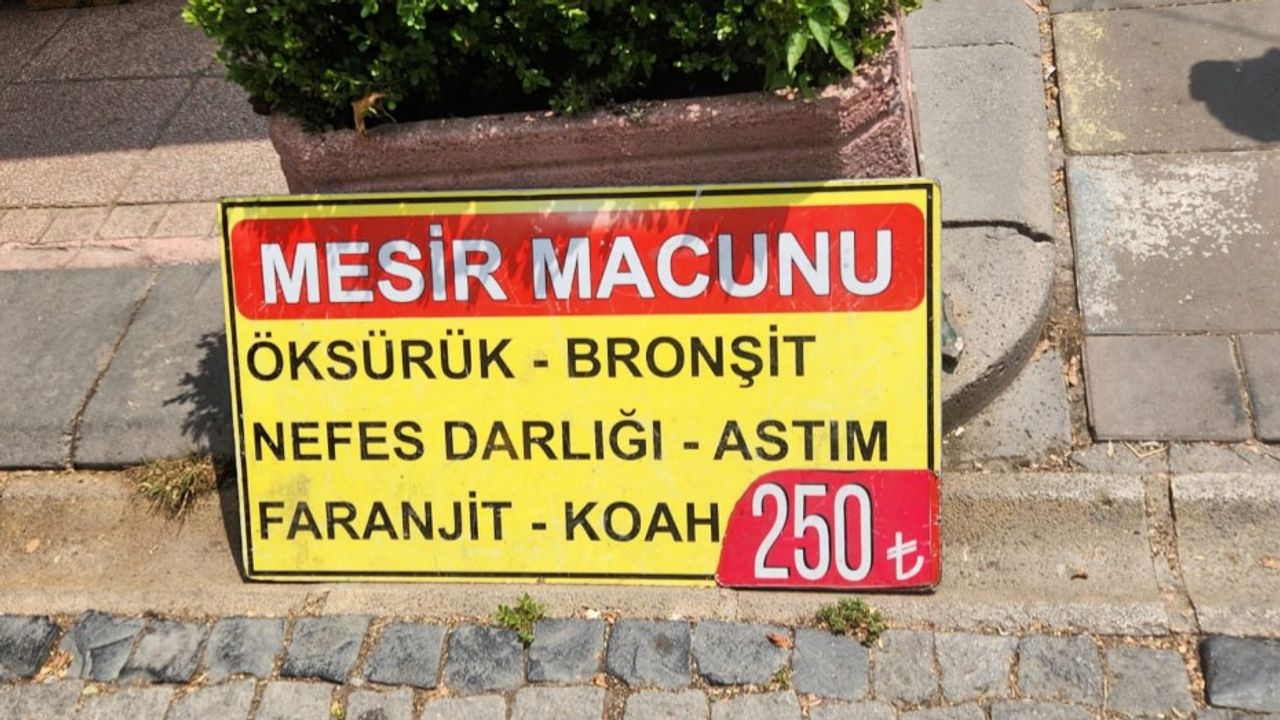 MESİR MACUNU
ÖKSÜRÜK - BRONŞİT
NEFES DARLIĞI - ASTIM
FARANJİT - KOAH
250 ₺